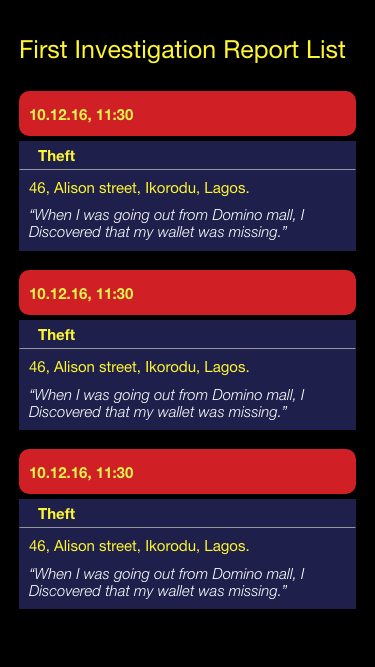 First Investigation Report List
10.12.16, 11:30
Theft
46, Alison street, Ikorodu, Lagos.
“When I was going out from Domino mall, I
Discovered that my wallet was missing.”
10.12.16, 11:30
Theft
46, Alison street, Ikorodu, Lagos.
“When I was going out from Domino mall, I
Discovered that my wallet was missing.”
10.12.16, 11:30
Theft
46, Alison street, Ikorodu, Lagos.
“When I was going out from Domino mall, I
Discovered that my wallet was missing.”